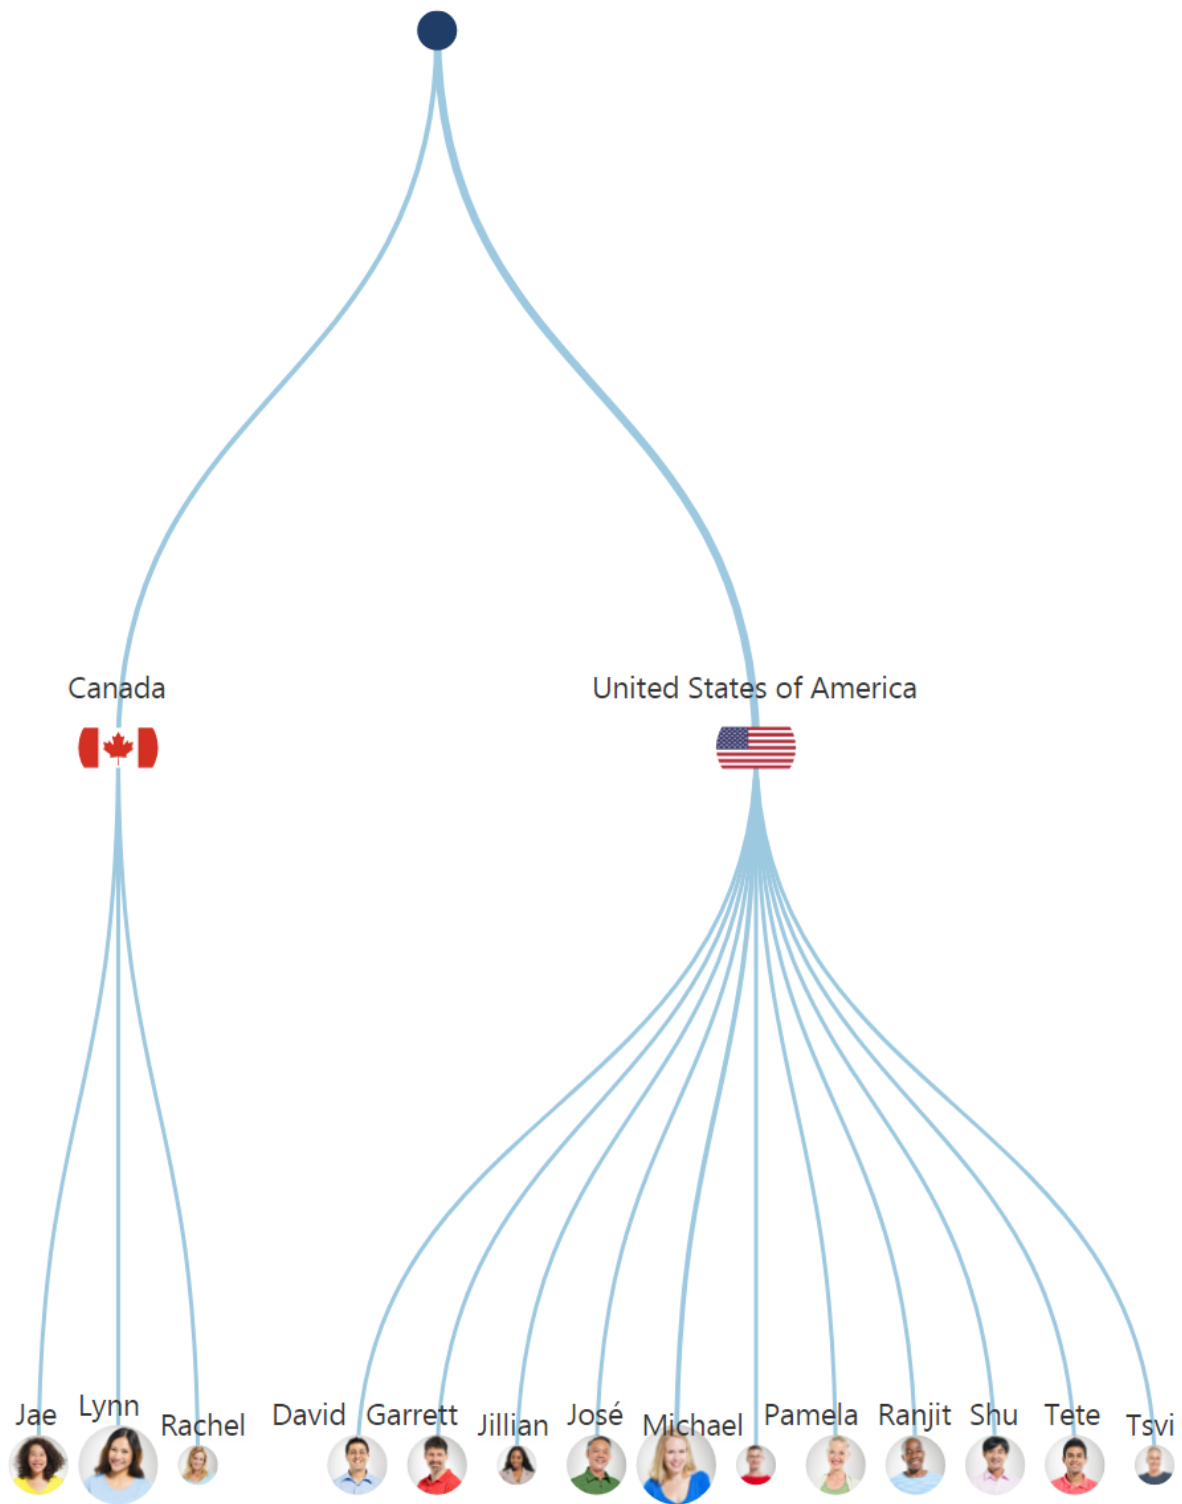 Canada
United States of America
Jae
Lynn
Rachel
David
Garrett
Jillian
José
Michael
Pamela
Ranjit
Shu
Tete
Tsvi